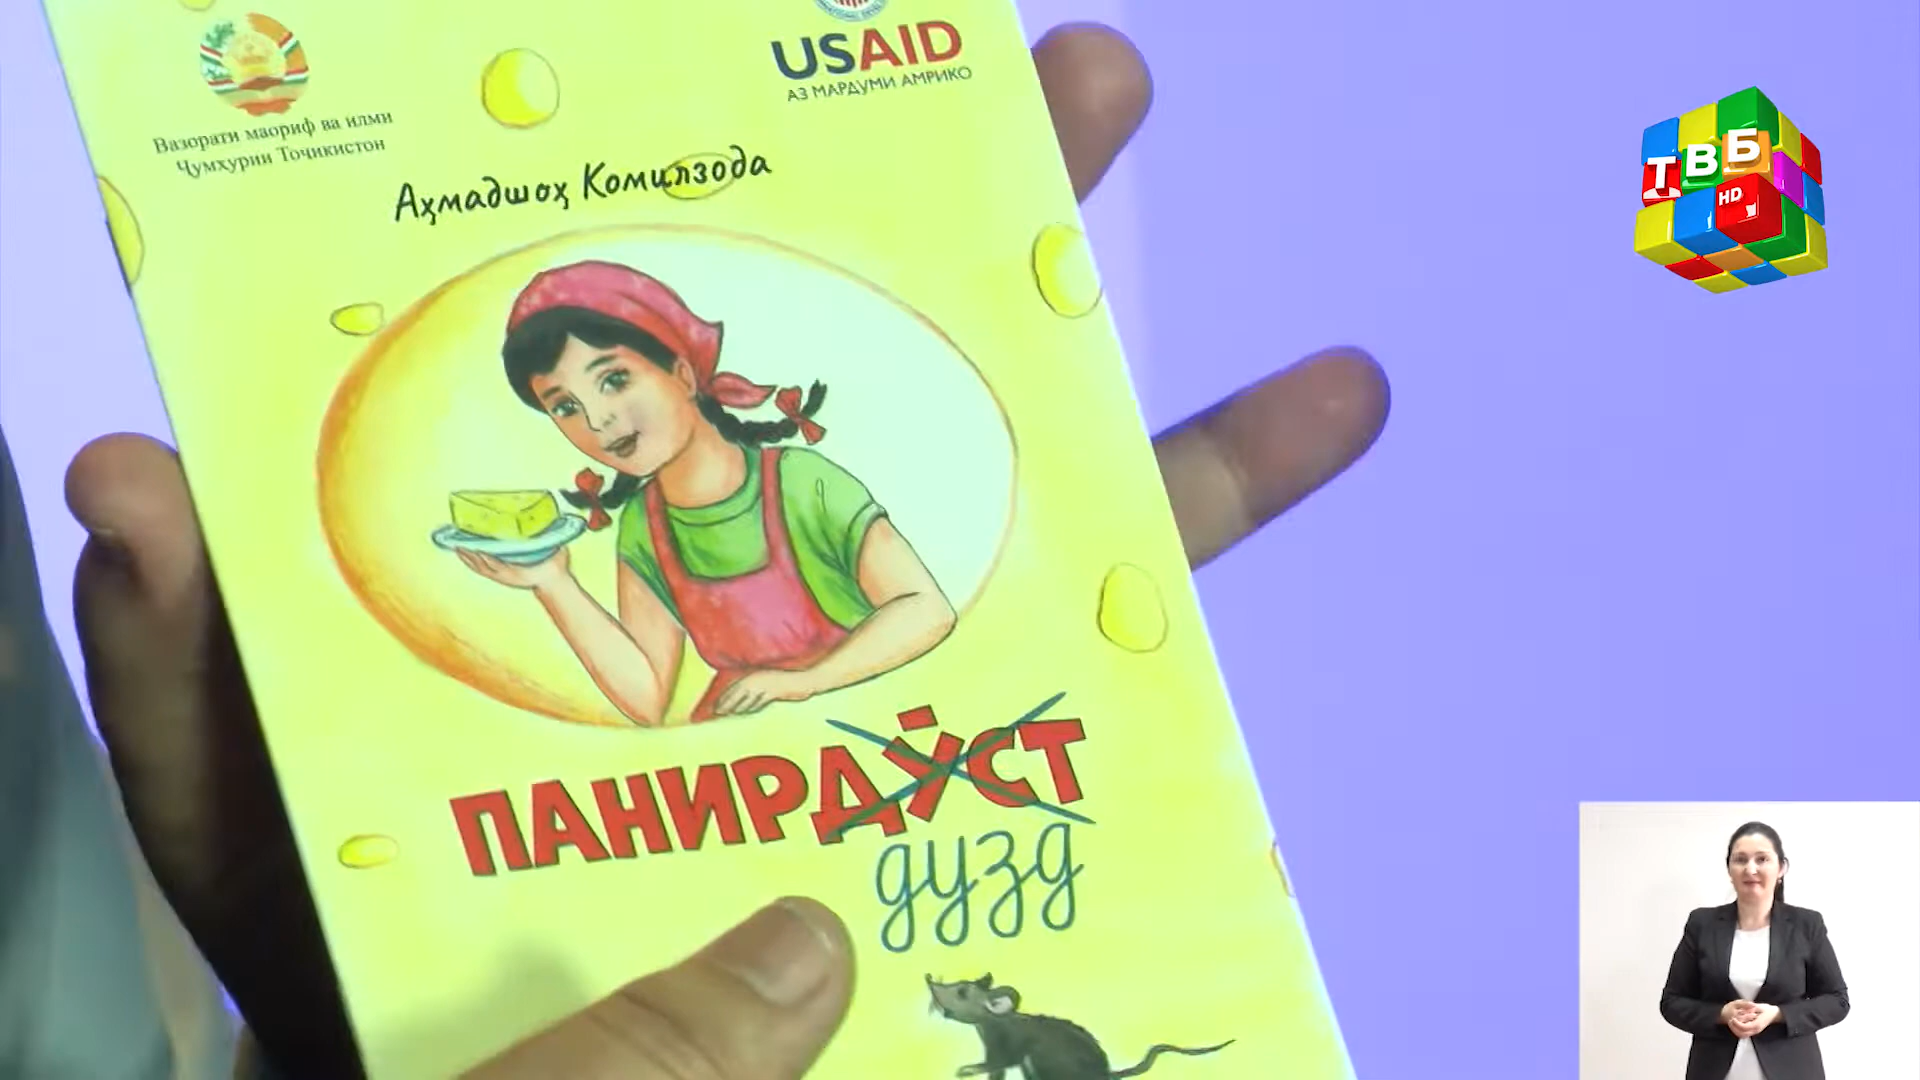 USAID
АЗ МАРДУМИ АМРИКО
Вазорати маориф ва илми
Ҷумҳурии Тоҷикистон
Аҳмадшоҳ Комилзода
ПАНИРДӮСТ
дузд
ТВБ
HD